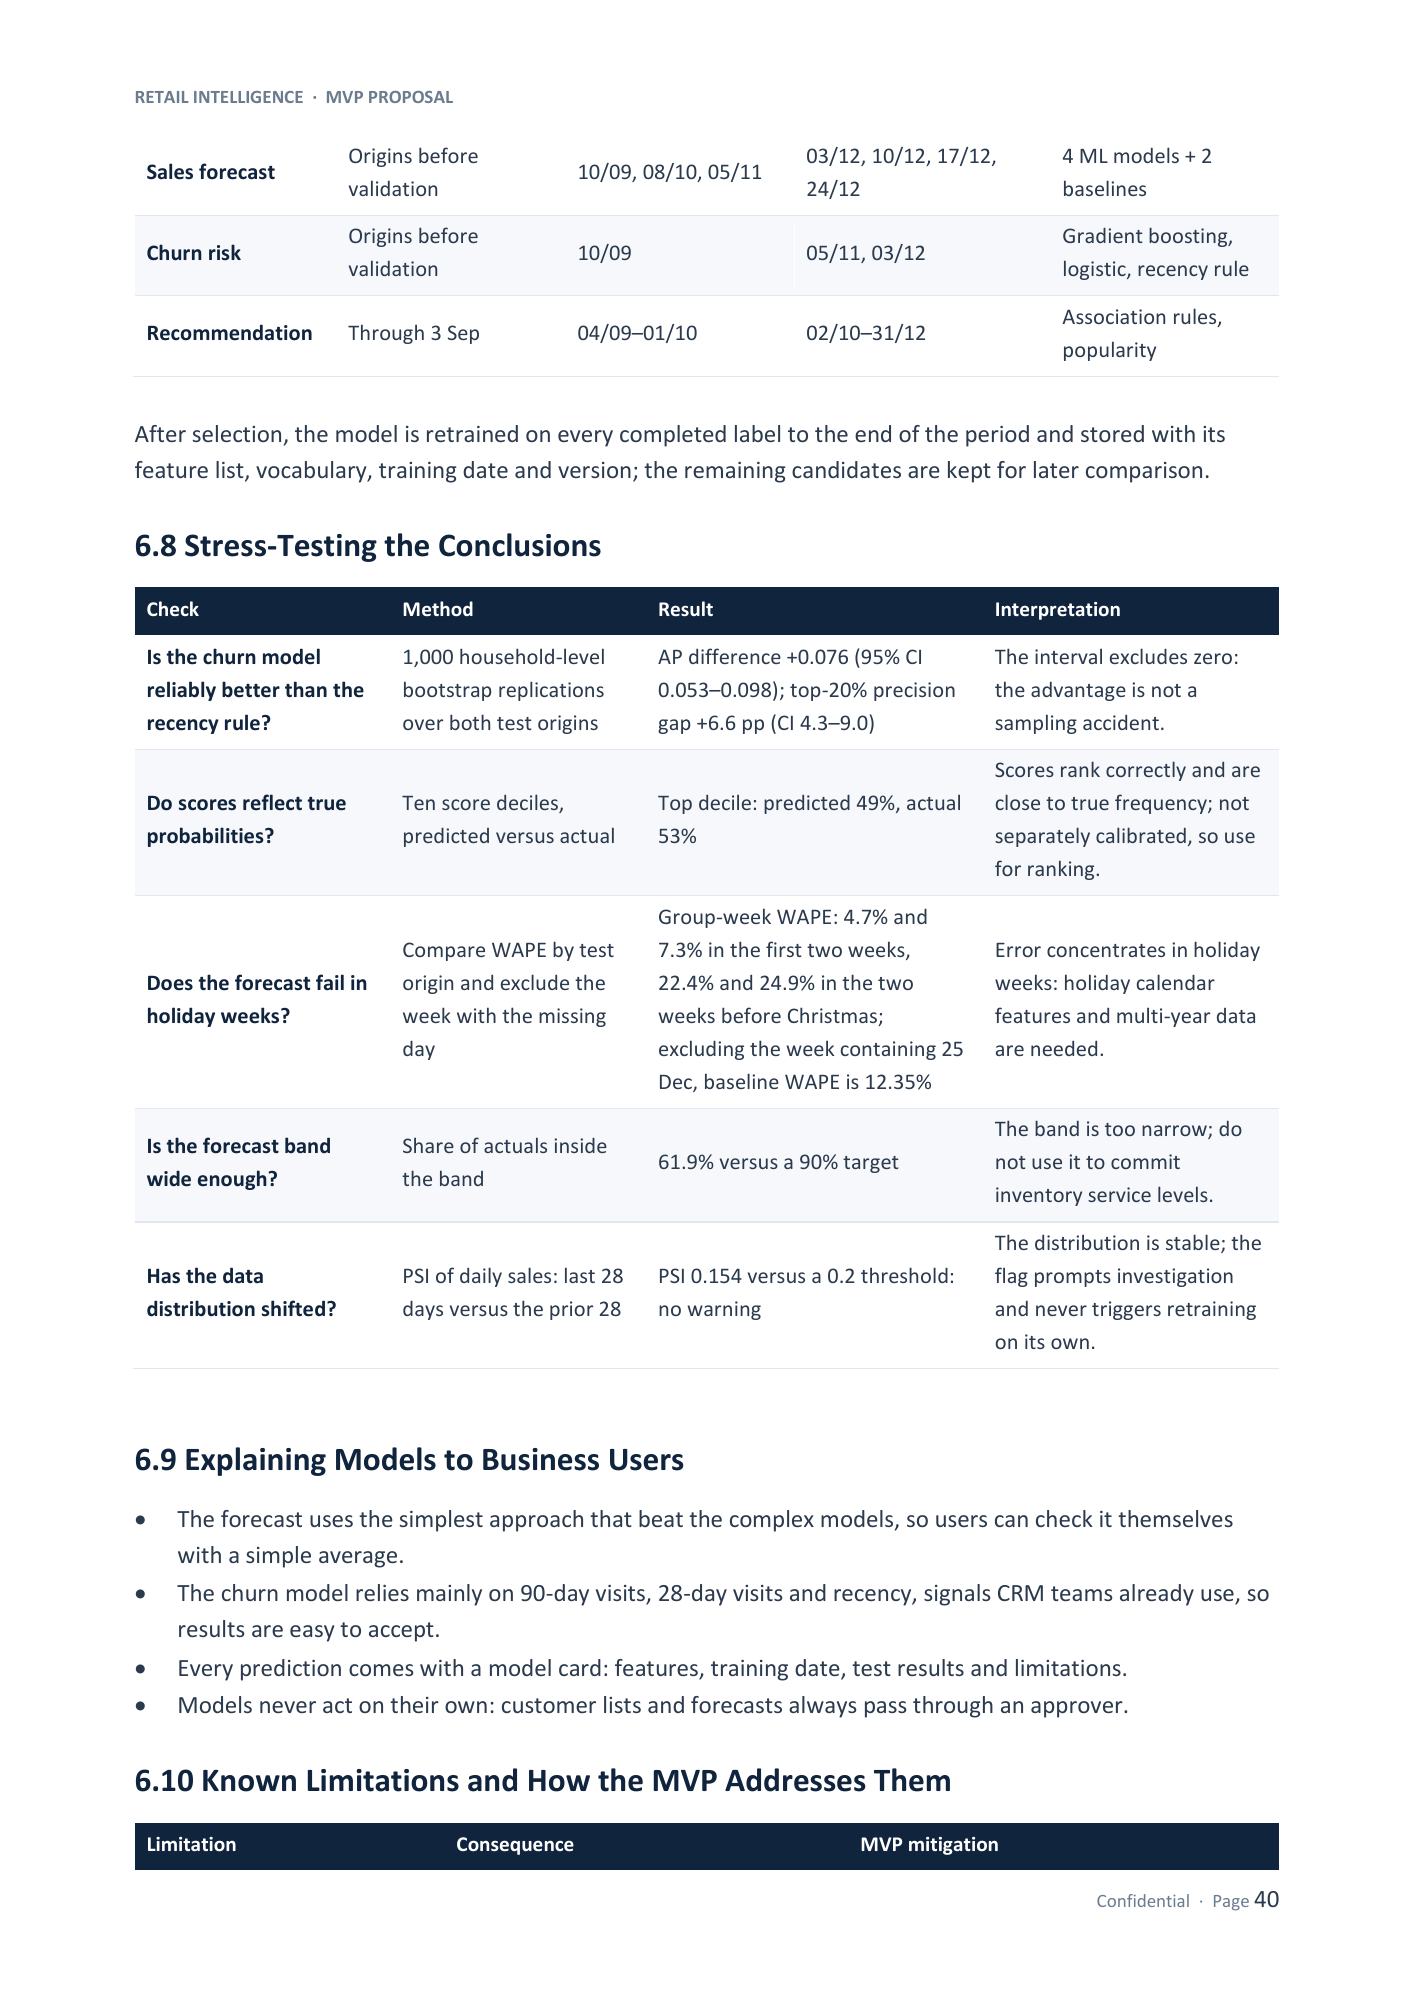 RETAIL INTELLIGENCE · MVP PROPOSAL
Sales forecast
Origins before
validation
10/09, 08/10, 05/11
03/12, 10/12, 17/12,
24/12
4 ML models + 2
baselines
Churn risk
Origins before
validation
10/09
05/11, 03/12
Gradient boosting,
logistic, recency rule
Recommendation
Through 3 Sep
04/09–01/10
02/10–31/12
Association rules,
popularity
After selection, the model is retrained on every completed label to the end of the period and stored with its
feature list, vocabulary, training date and version; the remaining candidates are kept for later comparison.
6.8 Stress-Testing the Conclusions
Check
Method
Result
Interpretation
Is the churn model
reliably better than the
recency rule?
1,000 household-level
bootstrap replications
over both test origins
AP difference +0.076 (95% CI
0.053–0.098); top-20% precision
gap +6.6 pp (CI 4.3–9.0)
The interval excludes zero:
the advantage is not a
sampling accident.
Do scores reflect true
probabilities?
Ten score deciles,
predicted versus actual
Top decile: predicted 49%, actual
53%
Scores rank correctly and are
close to true frequency; not
separately calibrated, so use
for ranking.
Does the forecast fail in
holiday weeks?
Compare WAPE by test
origin and exclude the
week with the missing
day
Group-week WAPE: 4.7% and
7.3% in the first two weeks,
22.4% and 24.9% in the two
weeks before Christmas;
excluding the week containing 25
Dec, baseline WAPE is 12.35%
Error concentrates in holiday
weeks: holiday calendar
features and multi-year data
are needed.
Is the forecast band
wide enough?
Share of actuals inside
the band
61.9% versus a 90% target
The band is too narrow; do
not use it to commit
inventory service levels.
Has the data
distribution shifted?
PSI of daily sales: last 28
days versus the prior 28
PSI 0.154 versus a 0.2 threshold:
no warning
The distribution is stable; the
flag prompts investigation
and never triggers retraining
on its own.
6.9 Explaining Models to Business Users
• The forecast uses the simplest approach that beat the complex models, so users can check it themselves
with a simple average.
• The churn model relies mainly on 90-day visits, 28-day visits and recency, signals CRM teams already use, so
results are easy to accept.
• Every prediction comes with a model card: features, training date, test results and limitations.
• Models never act on their own: customer lists and forecasts always pass through an approver.
6.10 Known Limitations and How the MVP Addresses Them
Limitation
Consequence
MVP mitigation
Confidential · Page 40